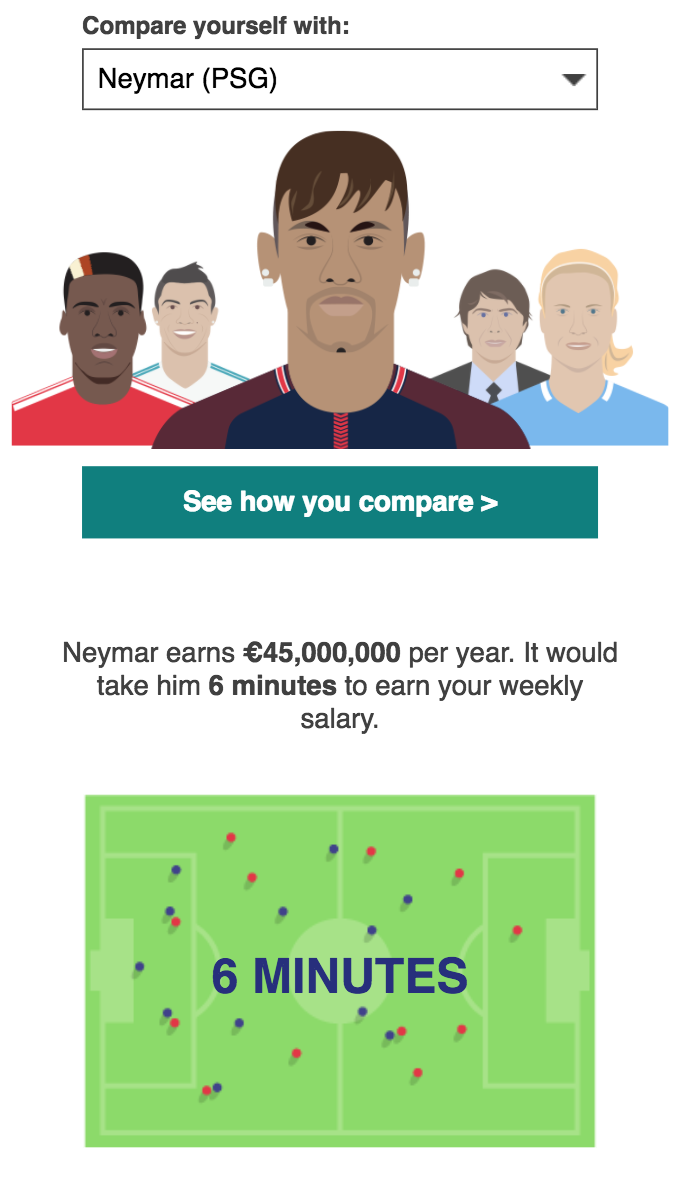 Compare yourself with:
Neymar (PSG)
See how you compare >
Neymar earns €45,000,000 per year. It would
take him 6 minutes to earn your weekly
salary.
6 MINUTES